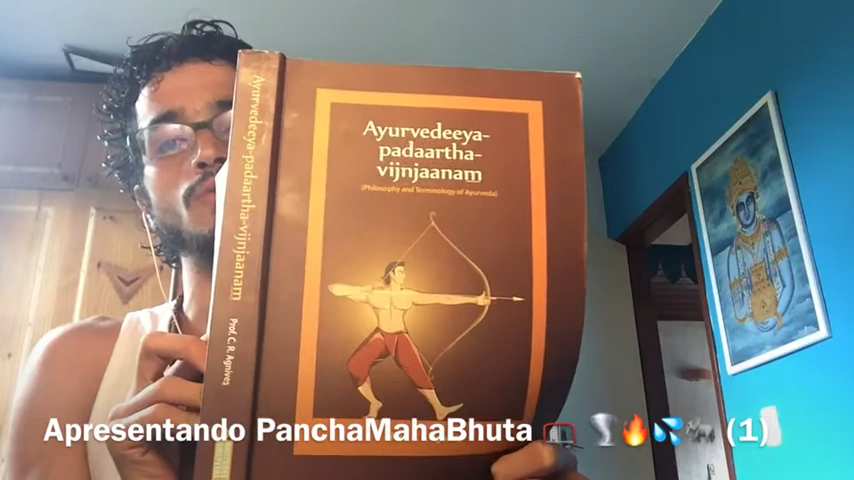 Ayurvedeeya-padaartha-vijnjaanam
Prof. C. R. Agnives
Ayurvedeeya-
padaartha-
vijnjaanam
(Philosophy and Terminology of Ayurveda)
Apresentando PanchaMahaBhuta 🌪️🔥💦 (1)